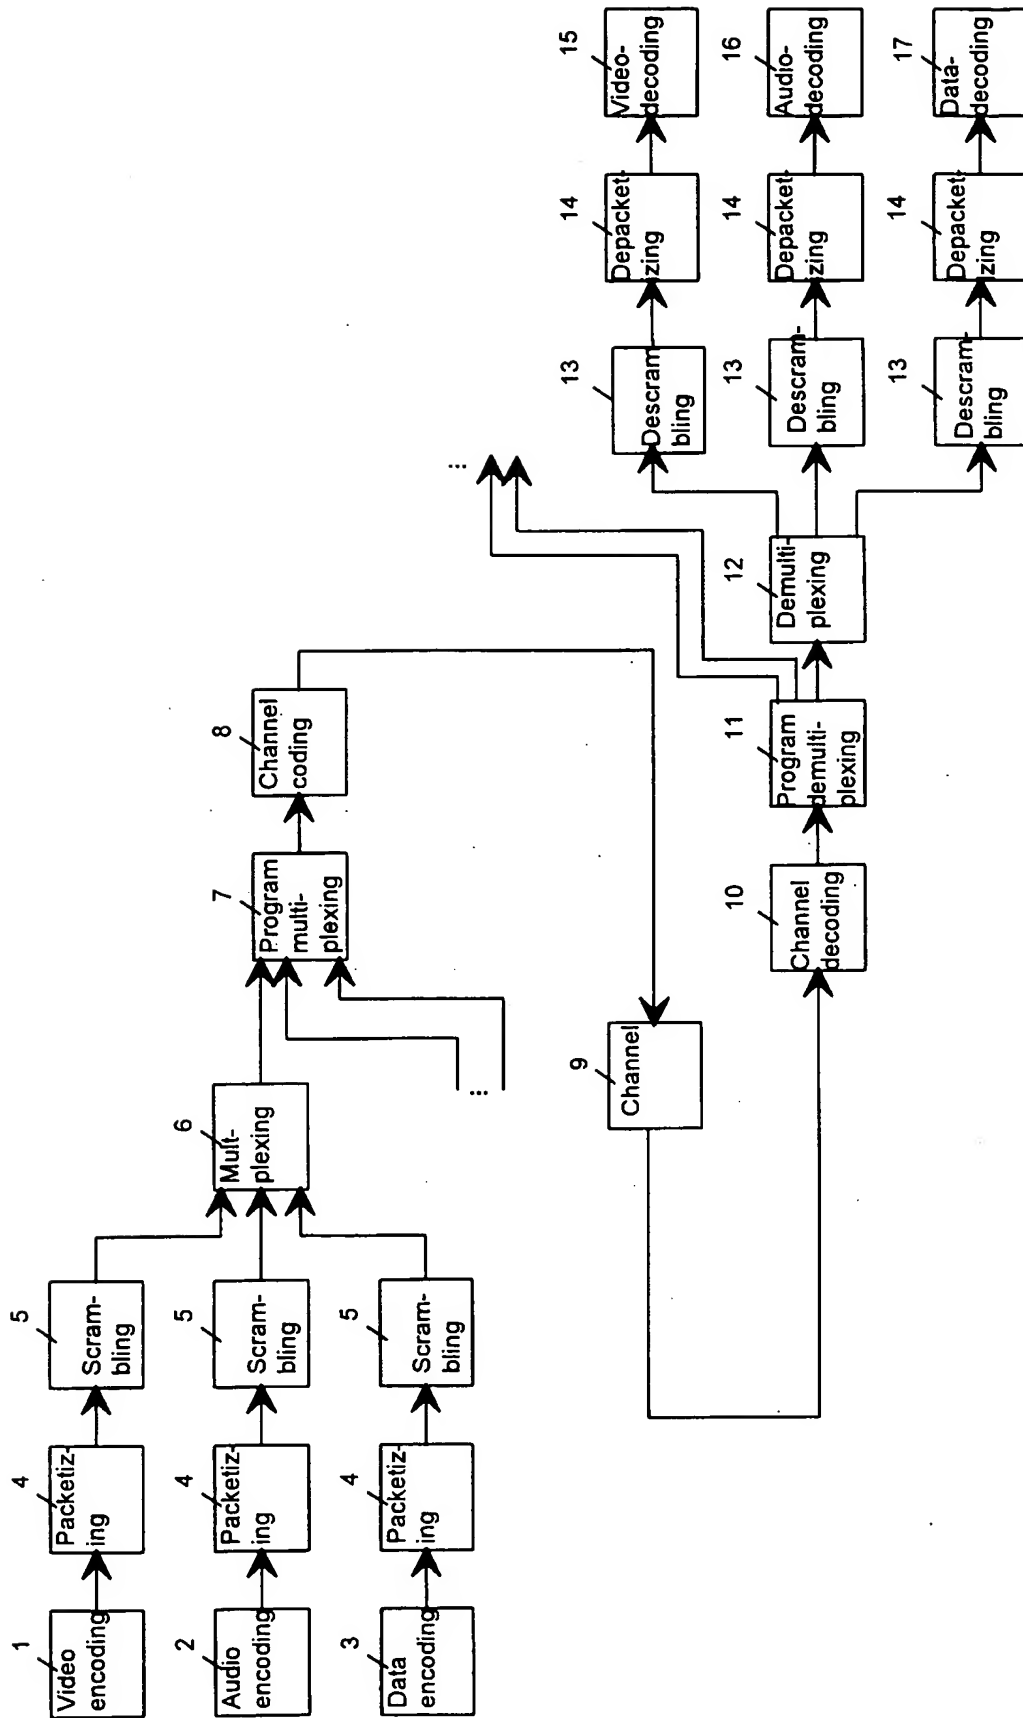 1
Video
encoding
4
Packetiz-
ing
5
Scram-
bling
2
Audio
encoding
4
Packetiz-
ing
5
Scram-
bling
3
Data
encoding
4
Packetiz-
ing
5
Scram-
bling
6
Mult-
plexing
...
7
Program
multi-
plexing
8
Channel
coding
9
Channel
10
Channel
decoding
11
Program
demulti-
plexing
...
12
Demulti-
plexing
13
Descram
bling
14
Depacket-
izing
15
Video-
decoding
13
Descram-
bling
14
Depacket-
izing
16
Audio-
decoding
13
Descram-
bling
14
Depacket-
izing
17
Data-
decoding